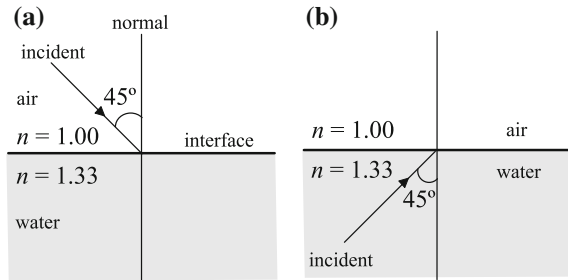 (a)
normal
incident
air
45º
n = 1.00
interface
n = 1.33
water
(b)
n = 1.00
air
n = 1.33
water
45º
incident